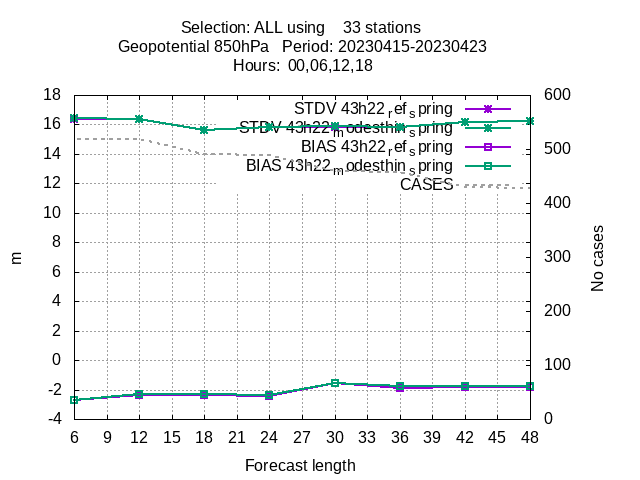 Selection: ALL using 33 stations
Geopotential 850hPa Period: 20230415-20230423
Hours: 00,06,12,18
STDV 43h22_ref_spring
STDV 43h22_modesthin_spring
BIAS 43h22_ref_spring
BIAS 43h22_modesthin_spring
CASES
18
16
14
12
10
8
6
4
2
0
-2
-4
m
600
500
400
300
200
100
0
No cases
6 9 12 15 18 21 24 27 30 33 36 39 42 45 48
Forecast length